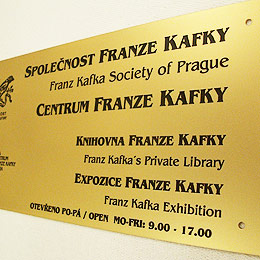 SPOLEČNOST FRANZE KAFKY
Franz Kafka Society of Prague
CENTRUM FRANZE KAFKY
KNIHOVNA FRANZE KAFKY
Franz Kafka's Private Library
EXPOZICE FRANZE KAFKY
Franz Kafka Exhibition
OTEVŘENO PO-PÁ / OPEN MO-FRI: 9.00 - 17.00